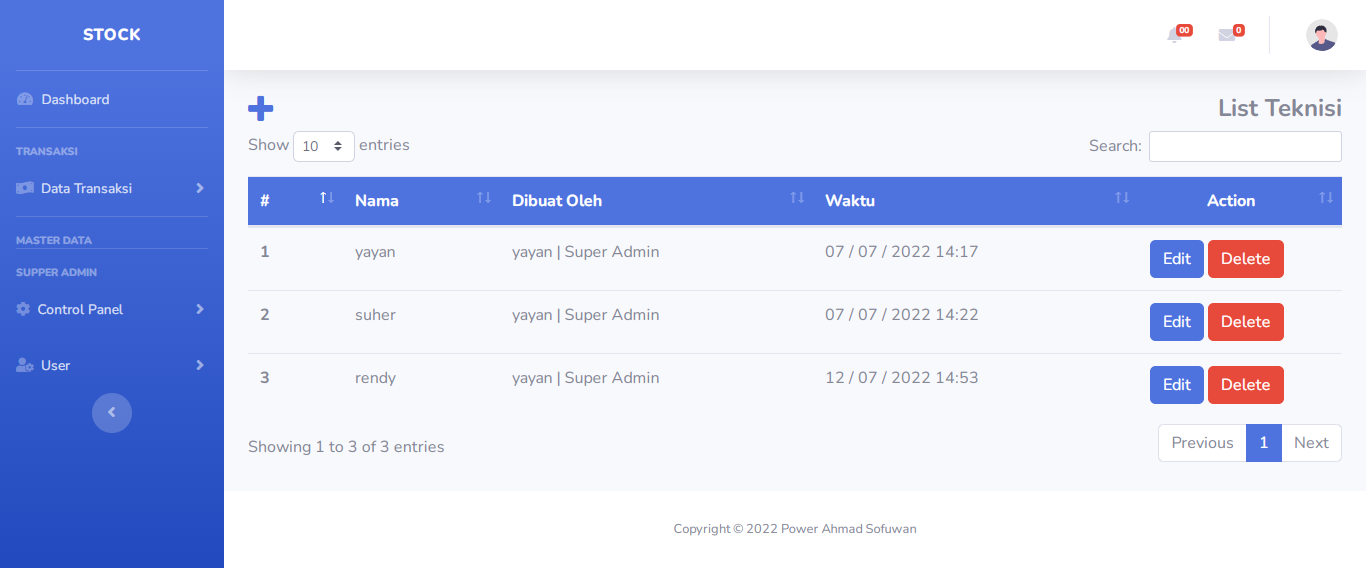 STOCK
Dashboard
TRANSAKSI
Data Transaksi
MASTER DATA
SUPPER ADMIN
Control Panel
User
00 0
List Teknisi
Show 10 entries Search:
# Nama Dibuat Oleh Waktu Action
1 yayan yayan | Super Admin 07 / 07 / 2022 14:17 Edit Delete
2 suher yayan | Super Admin 07 / 07 / 2022 14:22 Edit Delete
3 rendy yayan | Super Admin 12 / 07 / 2022 14:53 Edit Delete
Showing 1 to 3 of 3 entries Previous 1 Next
Copyright © 2022 Power Ahmad Sofuwan